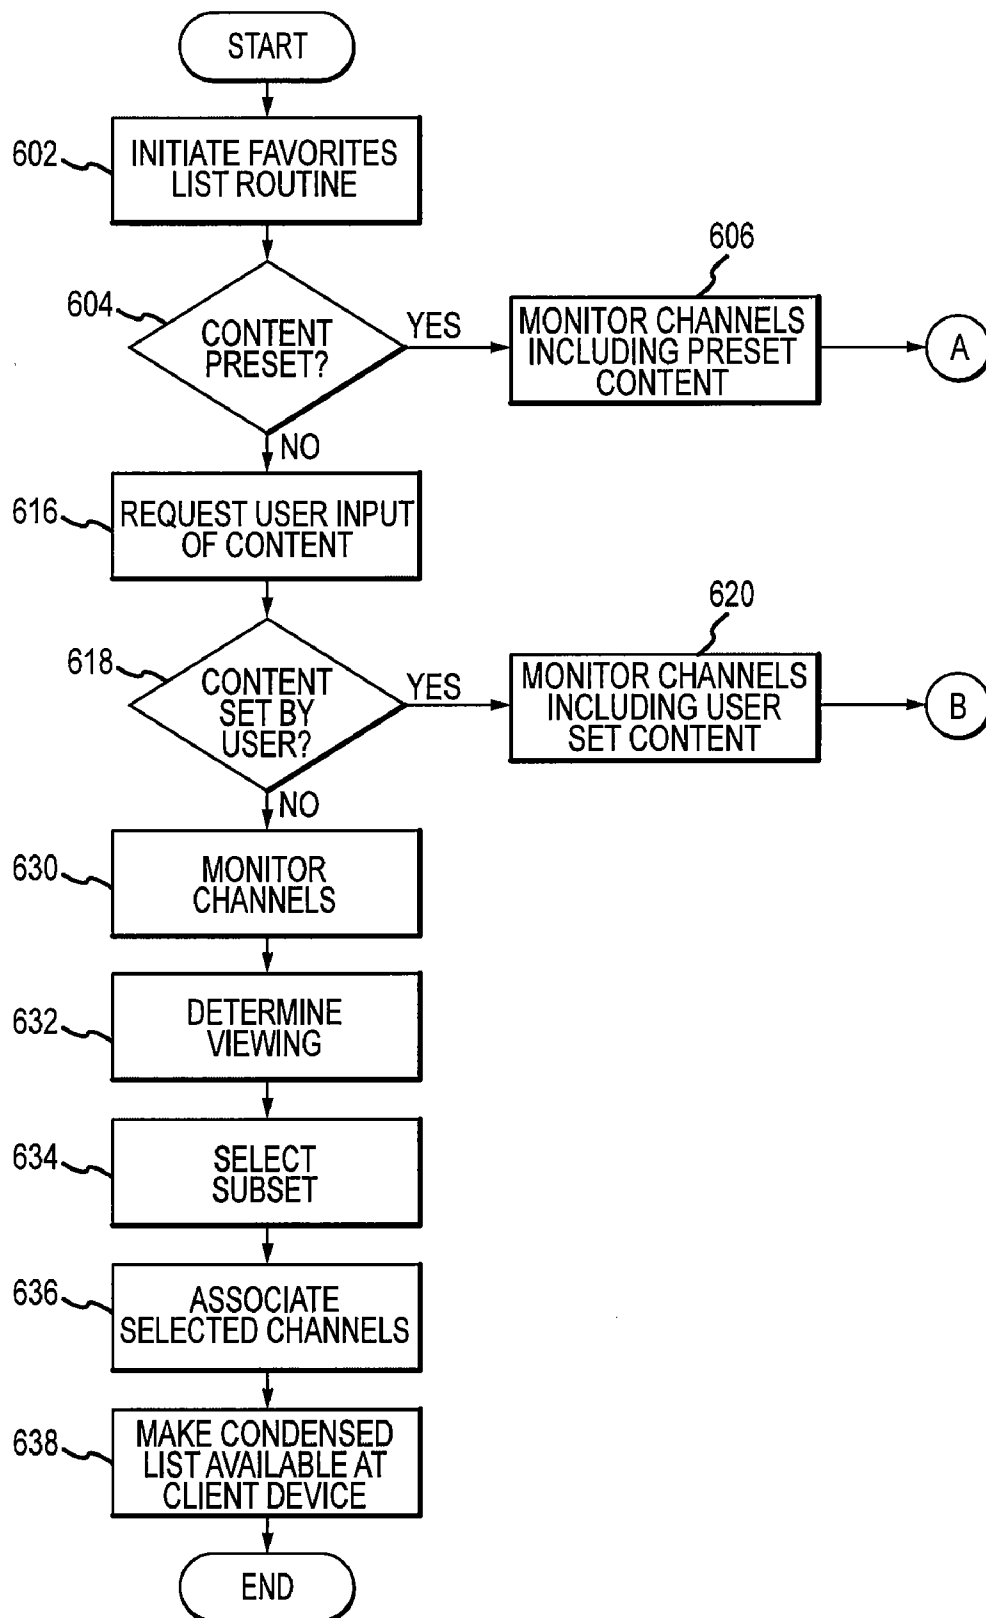 START
602
INITIATE FAVORITES
LIST ROUTINE
604
CONTENT
PRESET?
YES
606
MONITOR CHANNELS
INCLUDING PRESET
CONTENT
A
NO
616
REQUEST USER INPUT
OF CONTENT
618
CONTENT
SET BY
USER?
YES
620
MONITOR CHANNELS
INCLUDING USER
SET CONTENT
B
NO
630
MONITOR
CHANNELS
632
DETERMINE
VIEWING
634
SELECT
SUBSET
636
ASSOCIATE
SELECTED CHANNELS
638
MAKE CONDENSED
LIST AVAILABLE AT
CLIENT DEVICE
END